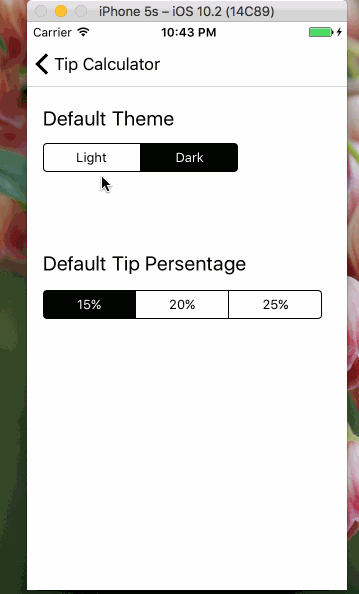 iPhone 5s – iOS 10.2 (14C89)
Carrier 10:43 PM
Tip Calculator
Default Theme
Light Dark
Default Tip Persentage
15% 20% 25%